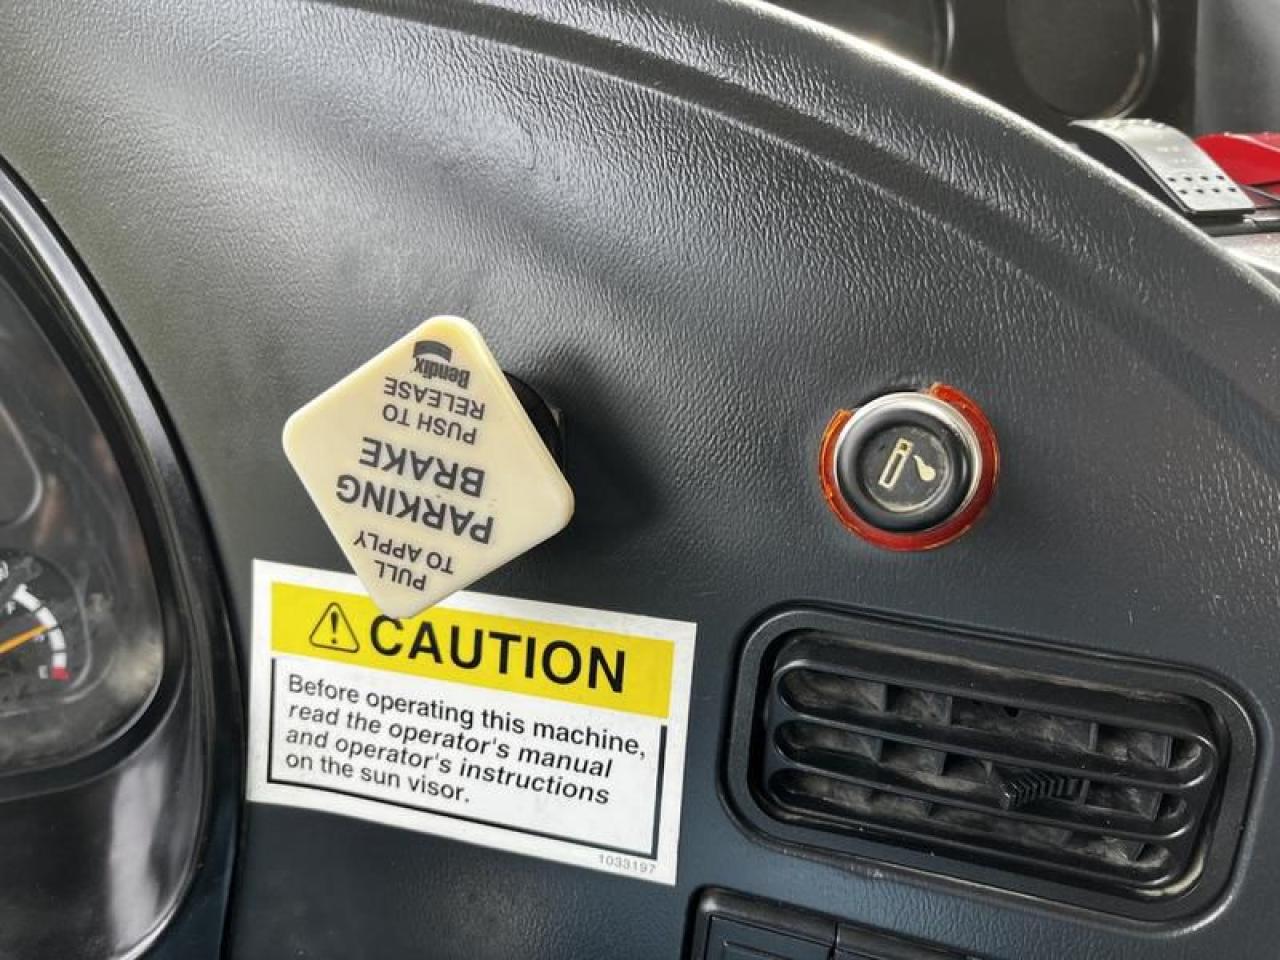 PULL
TO APPLY
PARKING
BRAKE
PUSH TO
RELEASE
Bendix
CAUTION
Before operating this machine,
read the operator's manual
and operator's instructions
on the sun visor.
1033197